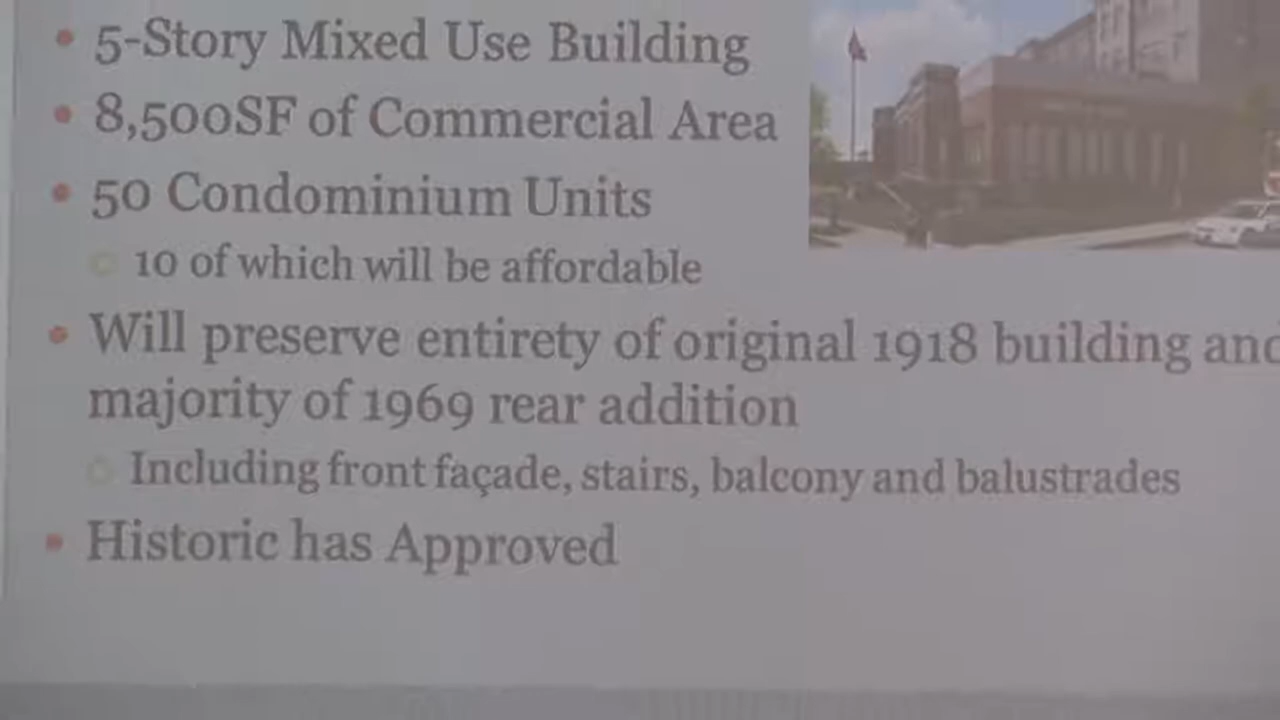 5-Story Mixed Use Building
8,500SF of Commercial Area
50 Condominium Units
10 of which will be affordable
Will preserve entirety of original 1918 building and
majority of 1969 rear addition
Including front façade, stairs, balcony and balustrades
Historic has Approved